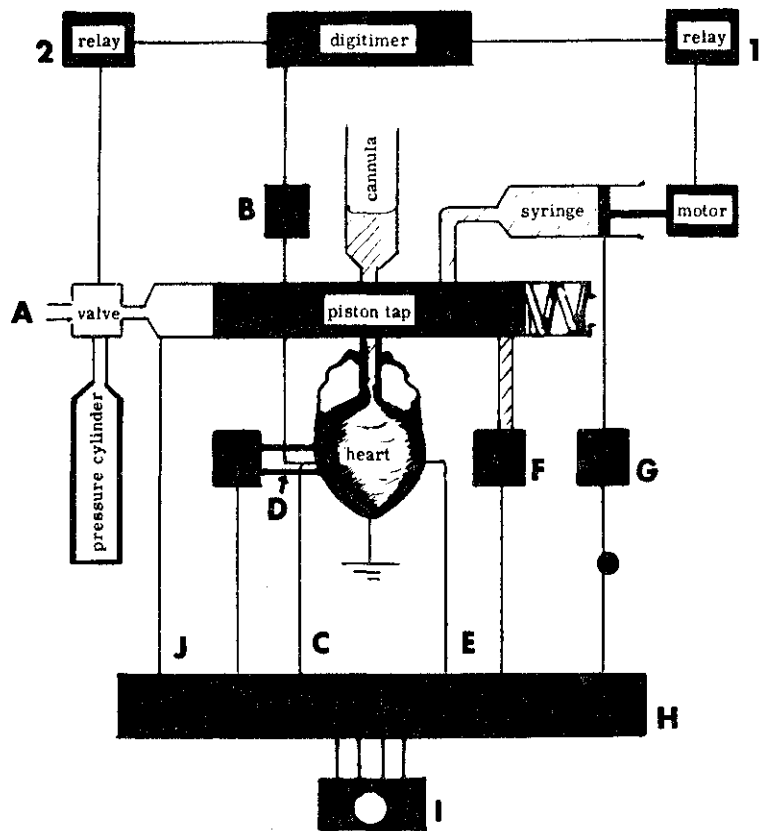 2
relay
digitimer
relay
1
cannula
B
syringe
motor
A
valve
piston tap
pressure cylinder
heart
D
F
G
J
C
E
H
I